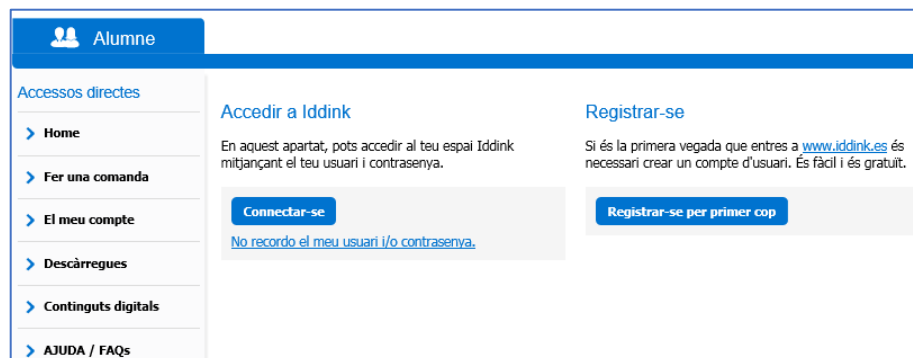 Alumne
Accessos directes
Home
Fer una comanda
El meu compte
Descàrregues
Continguts digitals
AJUDA / FAQs
Accedir a Iddink
En aquest apartat, pots accedir al teu espai Iddink
mitjançant el teu usuari i contrasenya.
Connectar-se
No recordo el meu usuari i/o contrasenya.
Registrar-se
Si és la primera vegada que entres a www.iddink.es és
necessari crear un compte d'usuari. És fàcil i és gratuït.
Registrar-se per primer cop